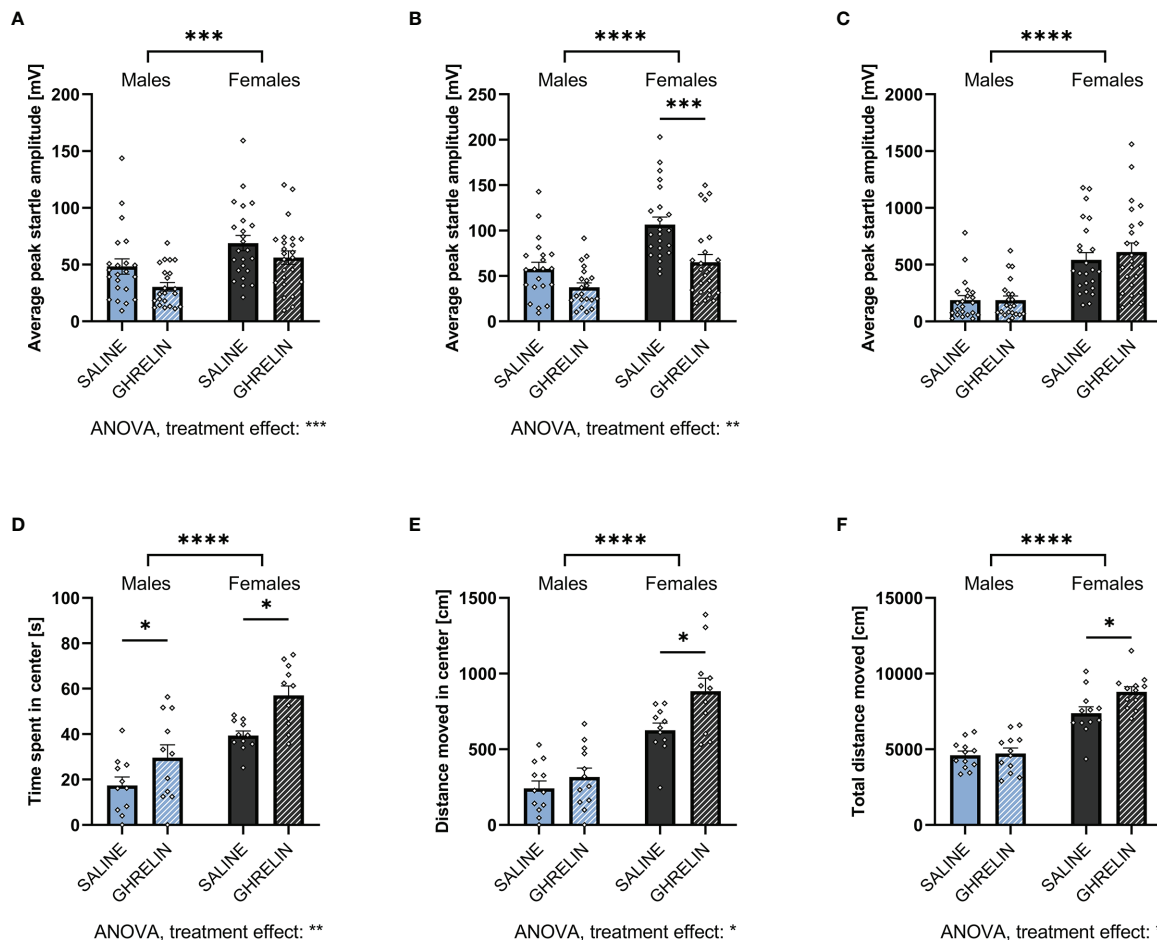 A
B
C
***
****
****
Males Females
Males Females
Males Females
Average peak startle amplitude [mV]
200
150
100
50
0
SALINE
GHRELIN
SALINE
GHRELIN
ANOVA, treatment effect: ***
Average peak startle amplitude [mV]
250
200
150
100
50
0
***
SALINE
GHRELIN
SALINE
GHRELIN
ANOVA, treatment effect: **
Average peak startle amplitude [mV]
2000
1500
1000
500
0
SALINE
GHRELIN
SALINE
GHRELIN
D
E
F
****
****
****
Males Females
Males Females
Males Females
Time spent in center [s]
100
80
60
40
20
0
*
*
SALINE
GHRELIN
SALINE
GHRELIN
ANOVA, treatment effect: **
Distance moved in center [cm]
1500
1000
500
0
*
SALINE
GHRELIN
SALINE
GHRELIN
ANOVA, treatment effect: *
Total distance moved [cm]
15000
10000
5000
0
*
SALINE
GHRELIN
SALINE
GHRELIN
ANOVA, treatment effect: